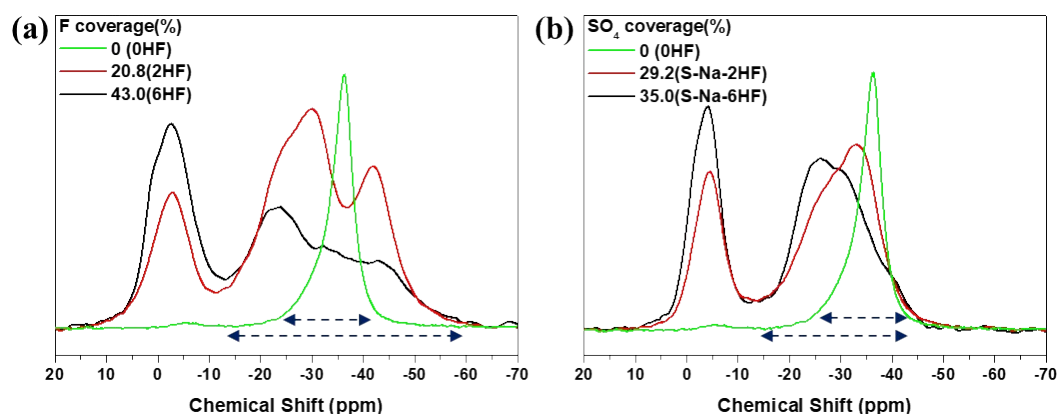 (a)
F coverage(%)
0 (0HF)
20.8(2HF)
43.0(6HF)
20 10 0 -10 -20 -30 -40 -50 -60 -70
Chemical Shift (ppm)
(b)
SO₄ coverage(%)
0 (0HF)
29.2(S-Na-2HF)
35.0(S-Na-6HF)
20 10 0 -10 -20 -30 -40 -50 -60 -70
Chemical Shift (ppm)